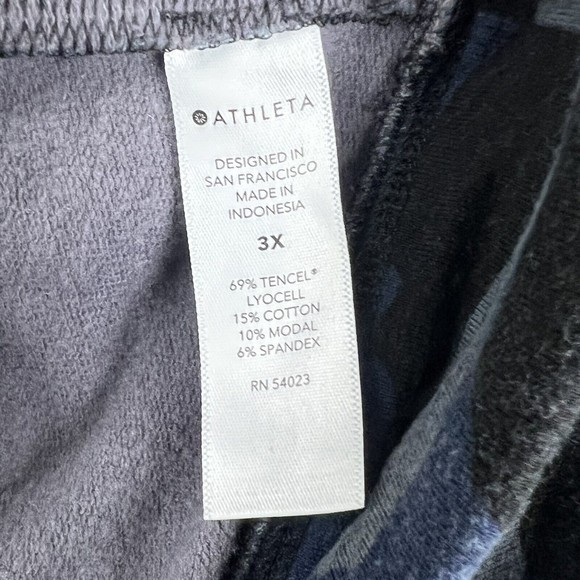 ATHLETA
DESIGNED IN
SAN FRANCISCO
MADE IN
INDONESIA
3X
69% TENCEL®
LYOCELL
15% COTTON
10% MODAL
6% SPANDEX
RN 54023